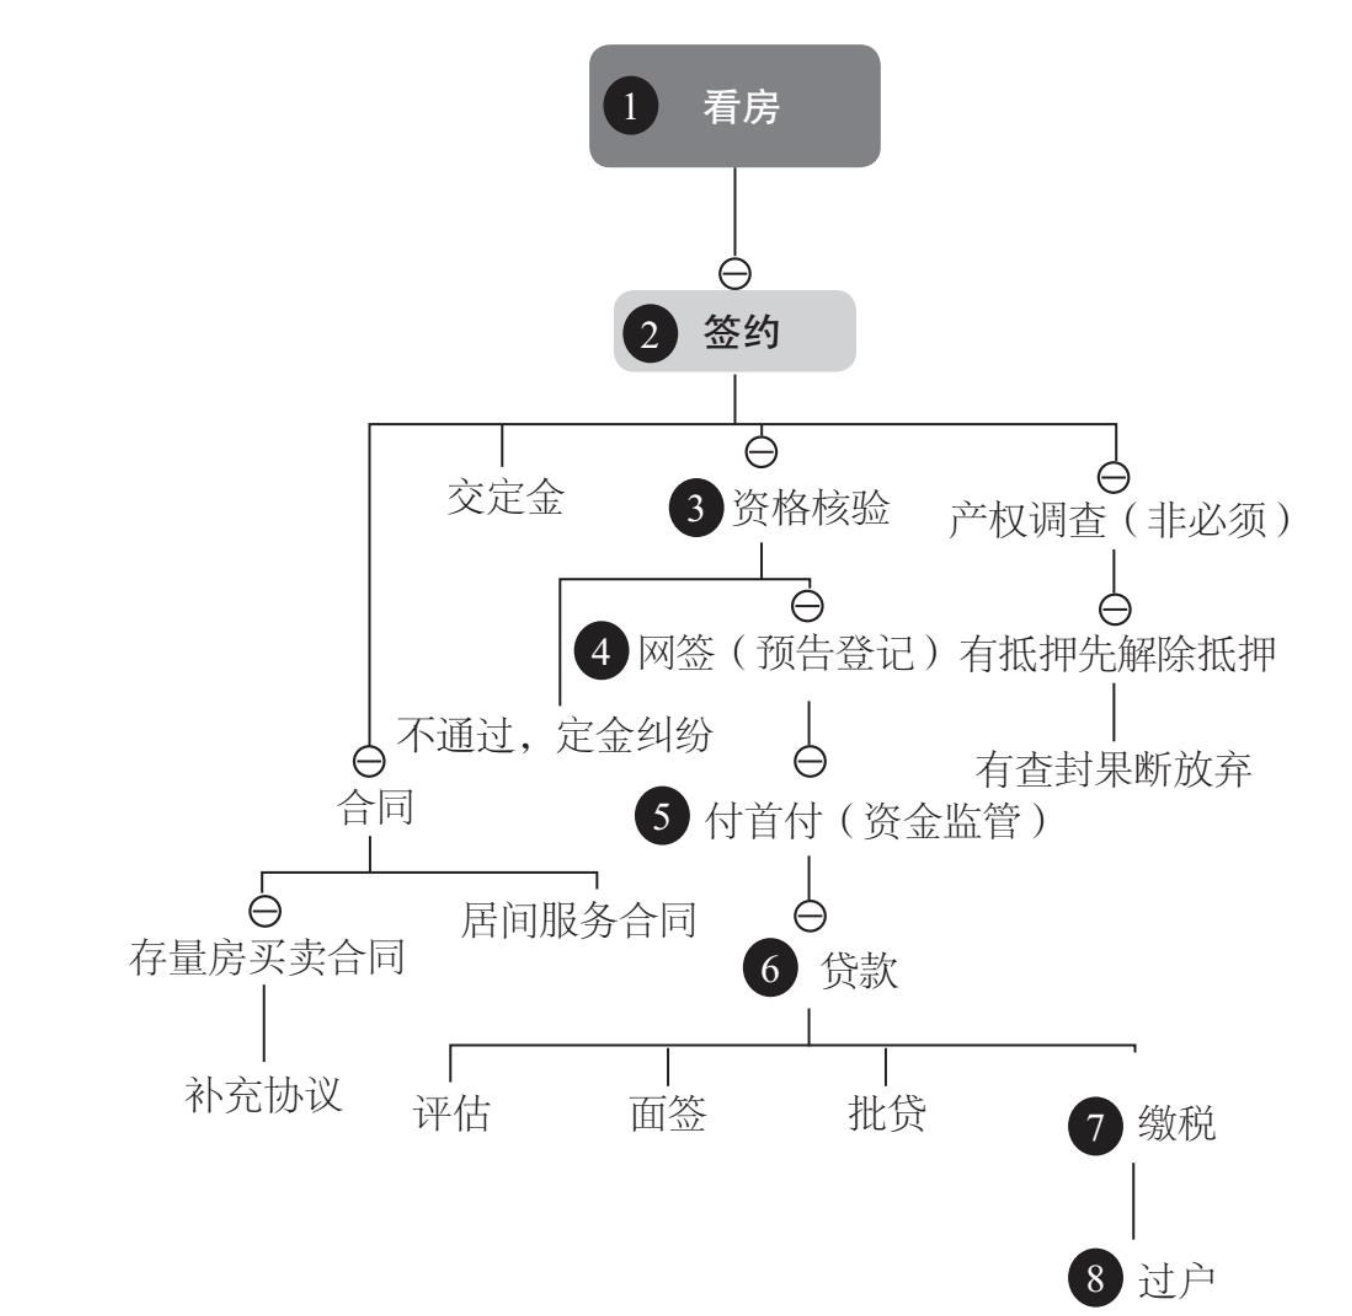 1 看房
2 签约
交定金
3 资格核验
产权调查（非必须）
4 网签（预告登记）
有抵押先解除抵押
不通过，定金纠纷
有查封果断放弃
合同
5 付首付（资金监管）
居间服务合同
存量房买卖合同
6 贷款
补充协议
评估
面签
批贷
7 缴税
8 过户